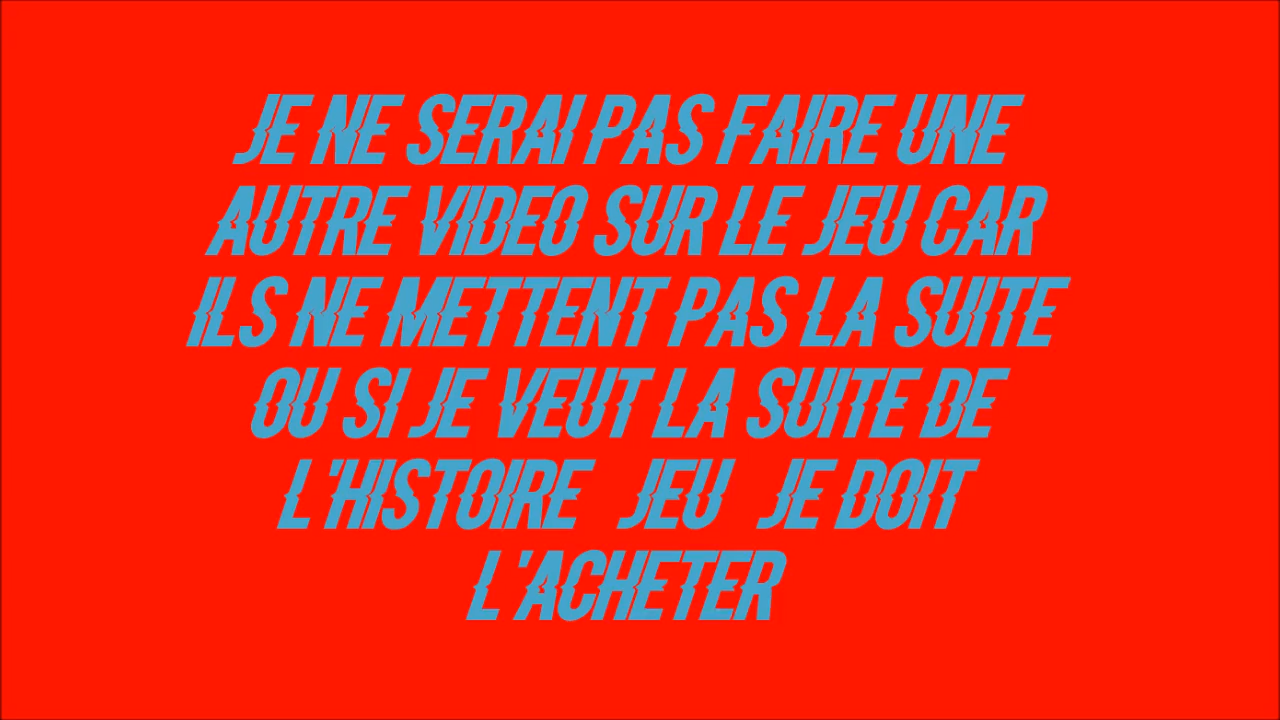 JE NE SERAI PAS FAIRE UNE
AUTRE VIDEO SUR LE JEU CAR
ILS NE METTENT PAS LA SUITE
OU SI JE VEUT LA SUITE DE
L'HISTOIRE JEU JE DOIT
L'ACHETER